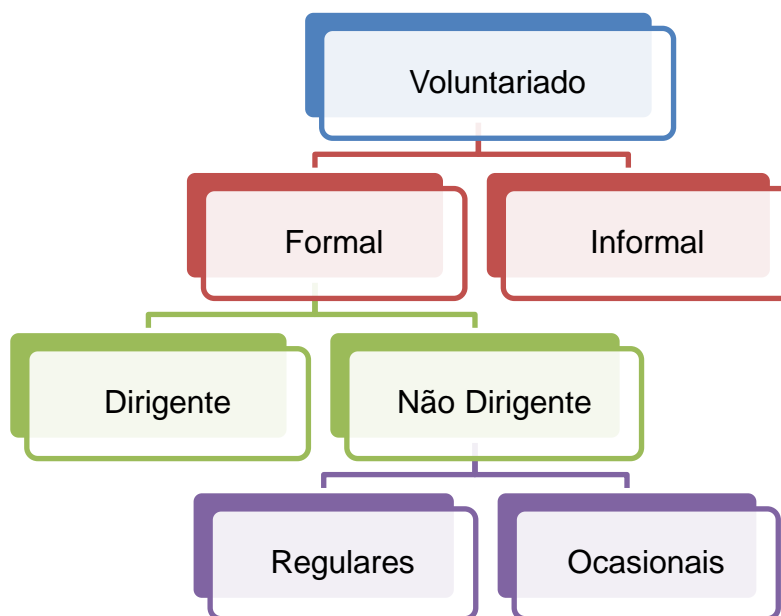 Voluntariado
Formal
Informal
Dirigente
Não Dirigente
Regulares
Ocasionais